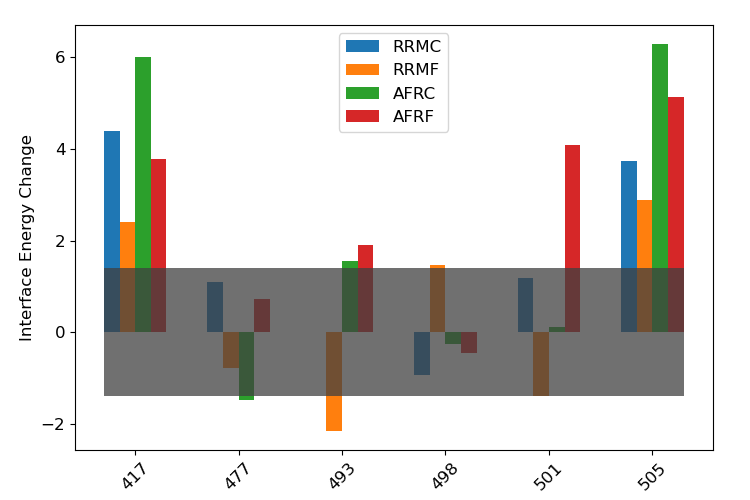 RRMC
RRMF
AFRC
AFRF
Interface Energy Change
6
4
2
0
−2
417
477
493
498
501
505